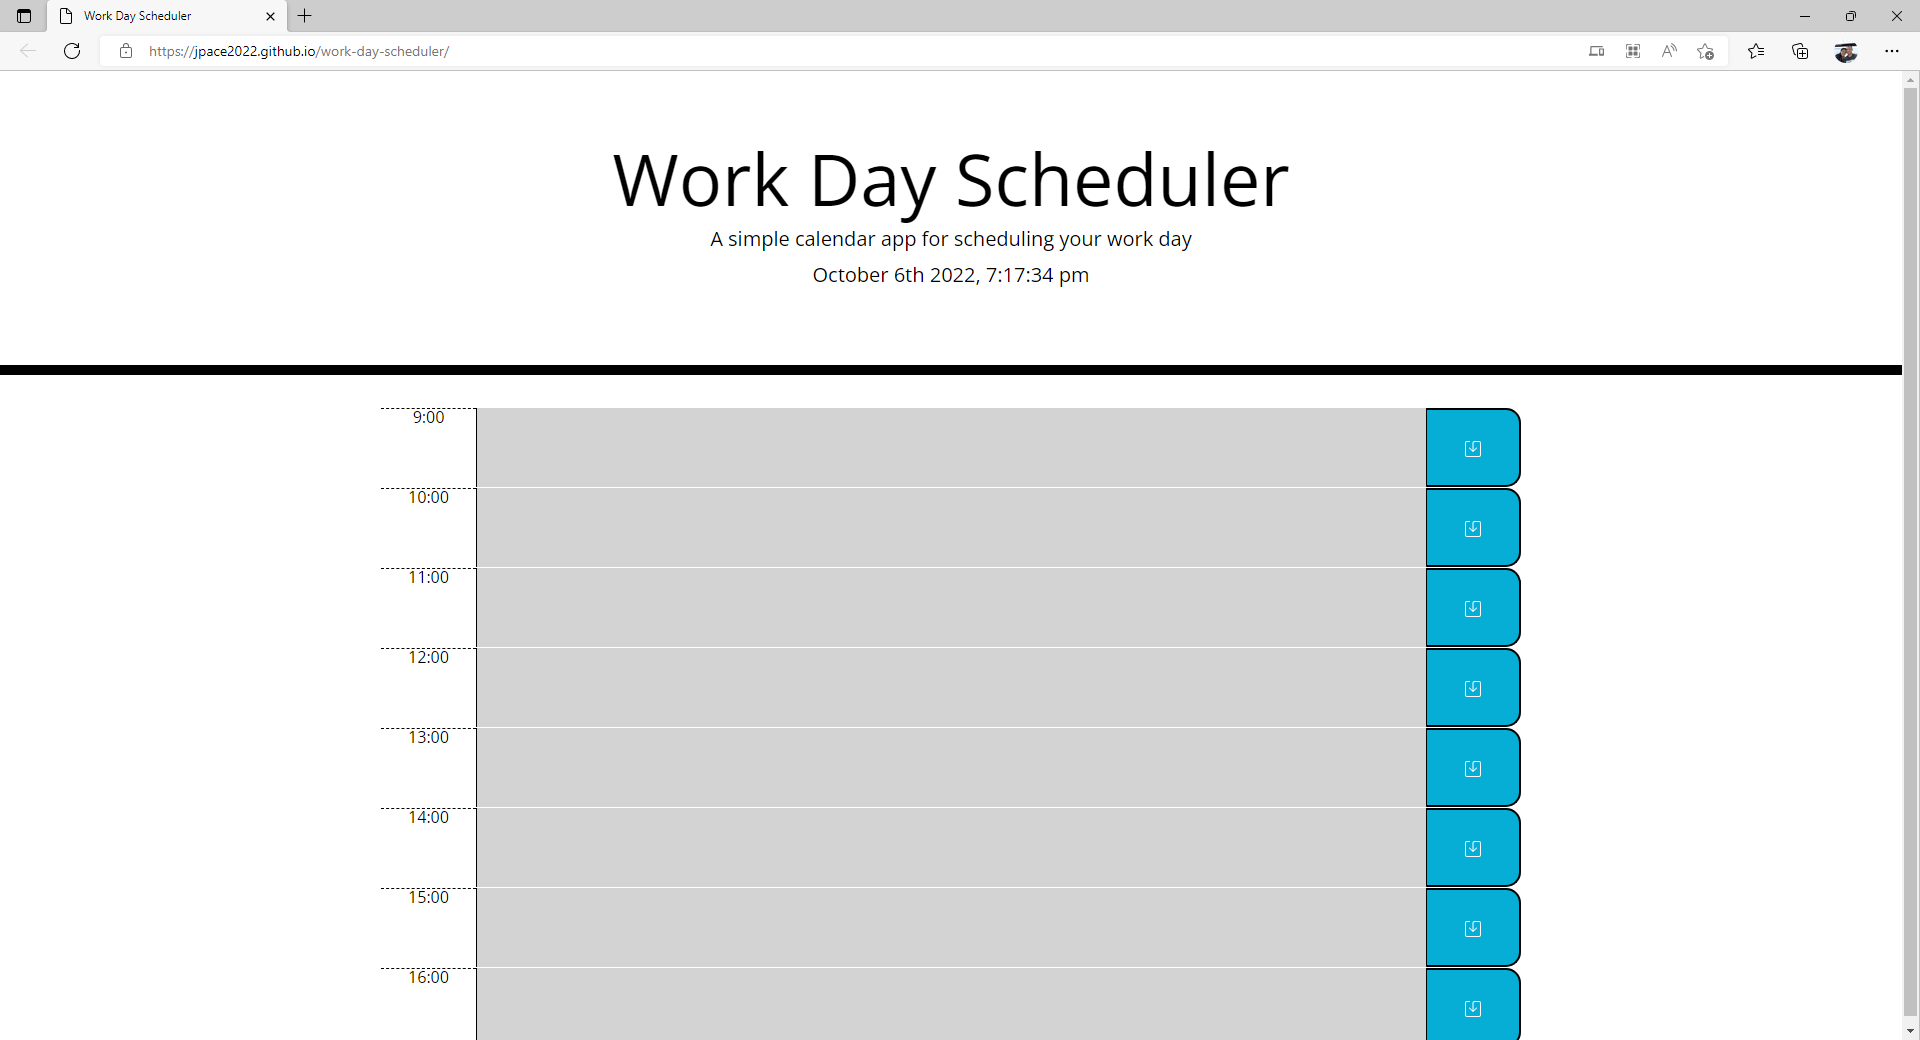 Work Day Scheduler
https://jpace2022.github.io/work-day-scheduler/
Work Day Scheduler
A simple calendar app for scheduling your work day
October 6th 2022, 7:17:34 pm
9:00
10:00
11:00
12:00
13:00
14:00
15:00
16:00